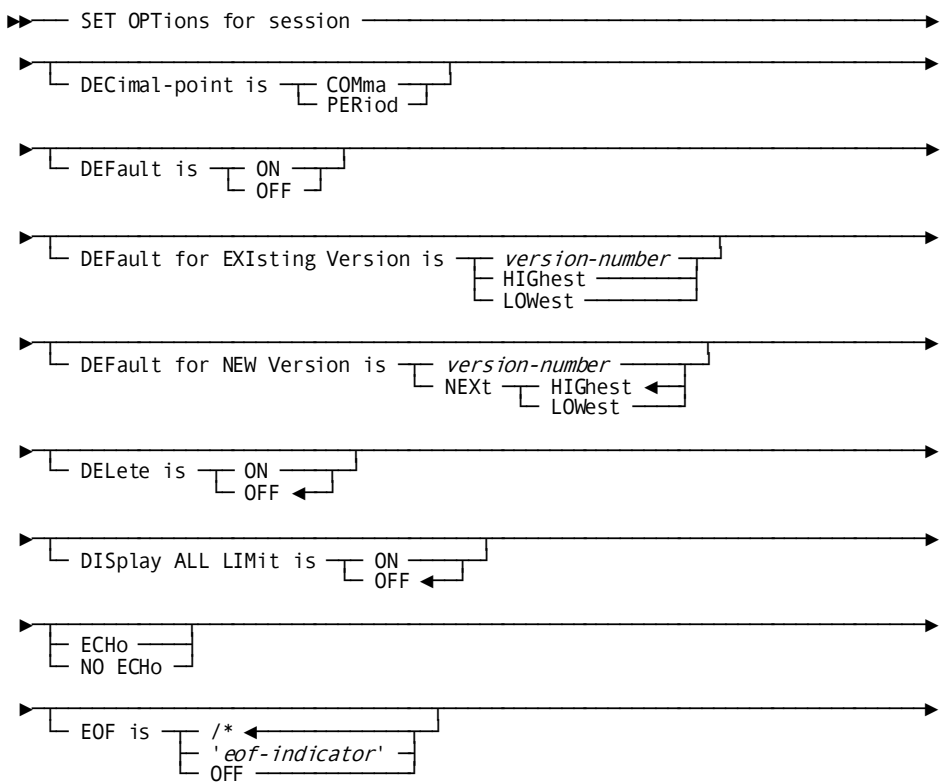 SET OPTions for session
DECimal-point is COMma
PERiod
DEFault is ON
OFF
DEFault for EXIsting Version is version-number
HIGhest
LOWest
DEFault for NEW Version is version-number
NEXt HIGhest
LOWest
DELete is ON
OFF
DISplay ALL LIMit is ON
OFF
ECHo
NO ECHo
EOF is /*
'eof-indicator'
OFF